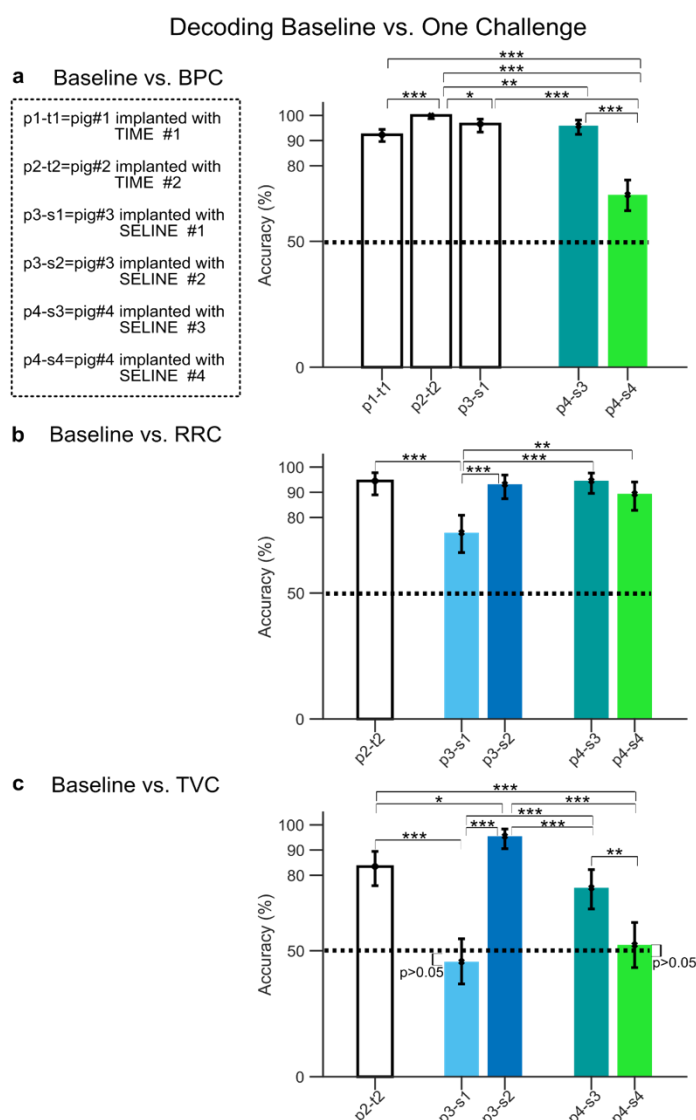 Decoding Baseline vs. One Challenge
a Baseline vs. BPC
p1-t1=pig#1 implanted with
TIME #1
p2-t2=pig#2 implanted with
TIME #2
p3-s1=pig#3 implanted with
SELINE #1
p3-s2=pig#3 implanted with
SELINE #2
p4-s3=pig#4 implanted with
SELINE #3
p4-s4=pig#4 implanted with
SELINE #4
***
***
**
*** * ***
***
100
90
80
50
0
Accuracy (%)
p1-t1 p2-t2 p3-s1 p4-s3 p4-s4
b Baseline vs. RRC
**
*** ***
***
100
90
80
50
0
Accuracy (%)
p2-t2 p3-s1 p3-s2 p4-s3 p4-s4
c Baseline vs. TVC
***
* ***
***
*** *** ***
**
100
90
80
50
0
Accuracy (%)
p>0.05
p>0.05
p2-t2 p3-s1 p3-s2 p4-s3 p4-s4